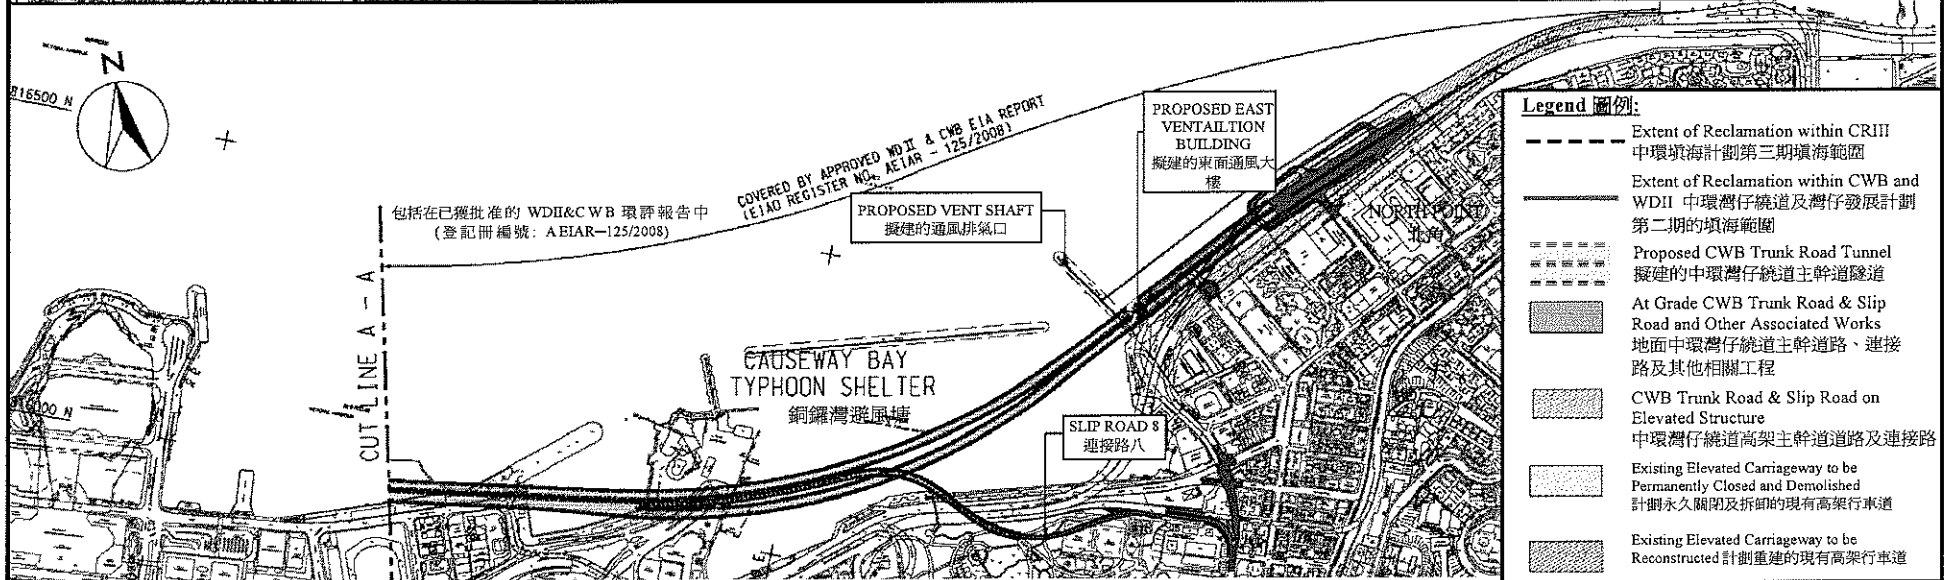 N
816500 N
816000 N
CUT LINE A - A
包括在已獲批准的 WDII&CWB 環評報告中
(登記冊編號: AEIAR-125/2008)
COVERED BY APPROVED WDII & CWB EIA REPORT
(EIAO REGISTER NO. AEIAR - 125/2008)
PROPOSED VENT SHAFT
擬建的通風排氣口
PROPOSED EAST
VENTAILTION
BUILDING
擬建的東面通風大
樓
NORTH POINT
北角
CAUSEWAY BAY
TYPHOON SHELTER
銅鑼灣避風塘
SLIP ROAD 8
連接路八
Legend 圖例:
Extent of Reclamation within CRIII
中環填海計劃第三期填海範圍
Extent of Reclamation within CWB and
WDII 中環灣仔繞道及灣仔發展計劃
第二期的填海範圍
Proposed CWB Trunk Road Tunnel
擬建的中環灣仔繞道主幹道隧道
At Grade CWB Trunk Road & Slip
Road and Other Associated Works
地面中環灣仔繞道主幹道路、連接
路及其他相關工程
CWB Trunk Road & Slip Road on
Elevated Structure
中環灣仔繞道高架主幹道道路及連接路
Existing Elevated Carriageway to be
Permanently Closed and Demolished
計劃永久關閉及拆卸的現有高架行車道
Existing Elevated Carriageway to be
Reconstructed 計劃重建的現有高架行車道